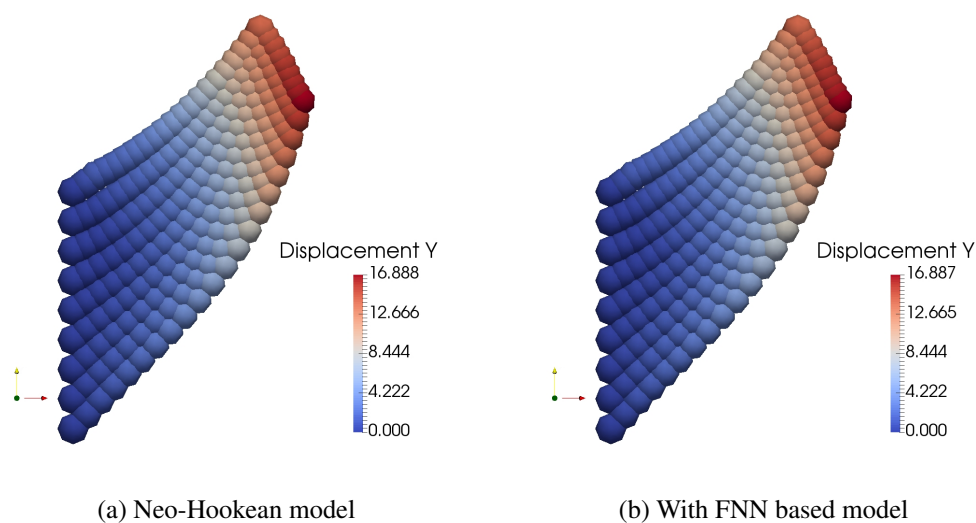 Displacement Y
16.888
12.666
8.444
4.222
0.000
(a) Neo-Hookean model
Displacement Y
16.887
12.665
8.444
4.222
0.000
(b) With FNN based model